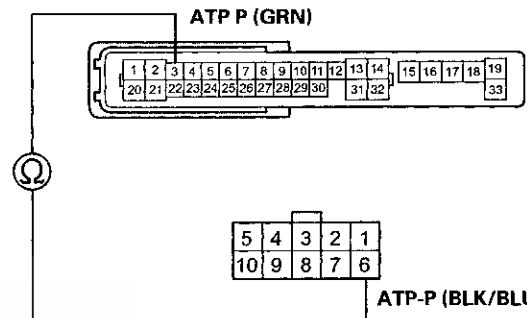 ATP P (GRN)
1 2 3 4 5 6 7 8 9 10 11 12 13 14 15 16 17 18 19
20 21 22 23 24 25 26 27 28 29 30 31 32 33
Ω
5 4 3 2 1
10 9 8 7 6
ATP-P (BLK/BLU